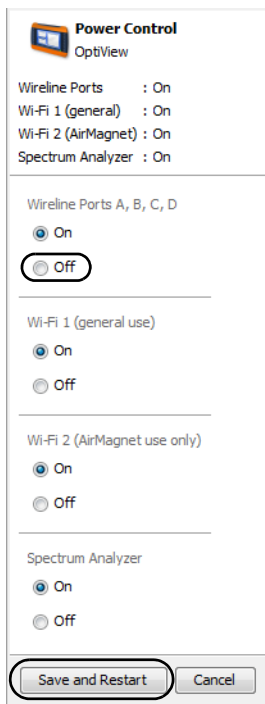 Power Control
OptiView
Wireline Ports : On
Wi-Fi 1 (general) : On
Wi-Fi 2 (AirMagnet) : On
Spectrum Analyzer : On
Wireline Ports A, B, C, D
On
Off
Wi-Fi 1 (general use)
On
Off
Wi-Fi 2 (AirMagnet use only)
On
Off
Spectrum Analyzer
On
Off
Save and Restart Cancel